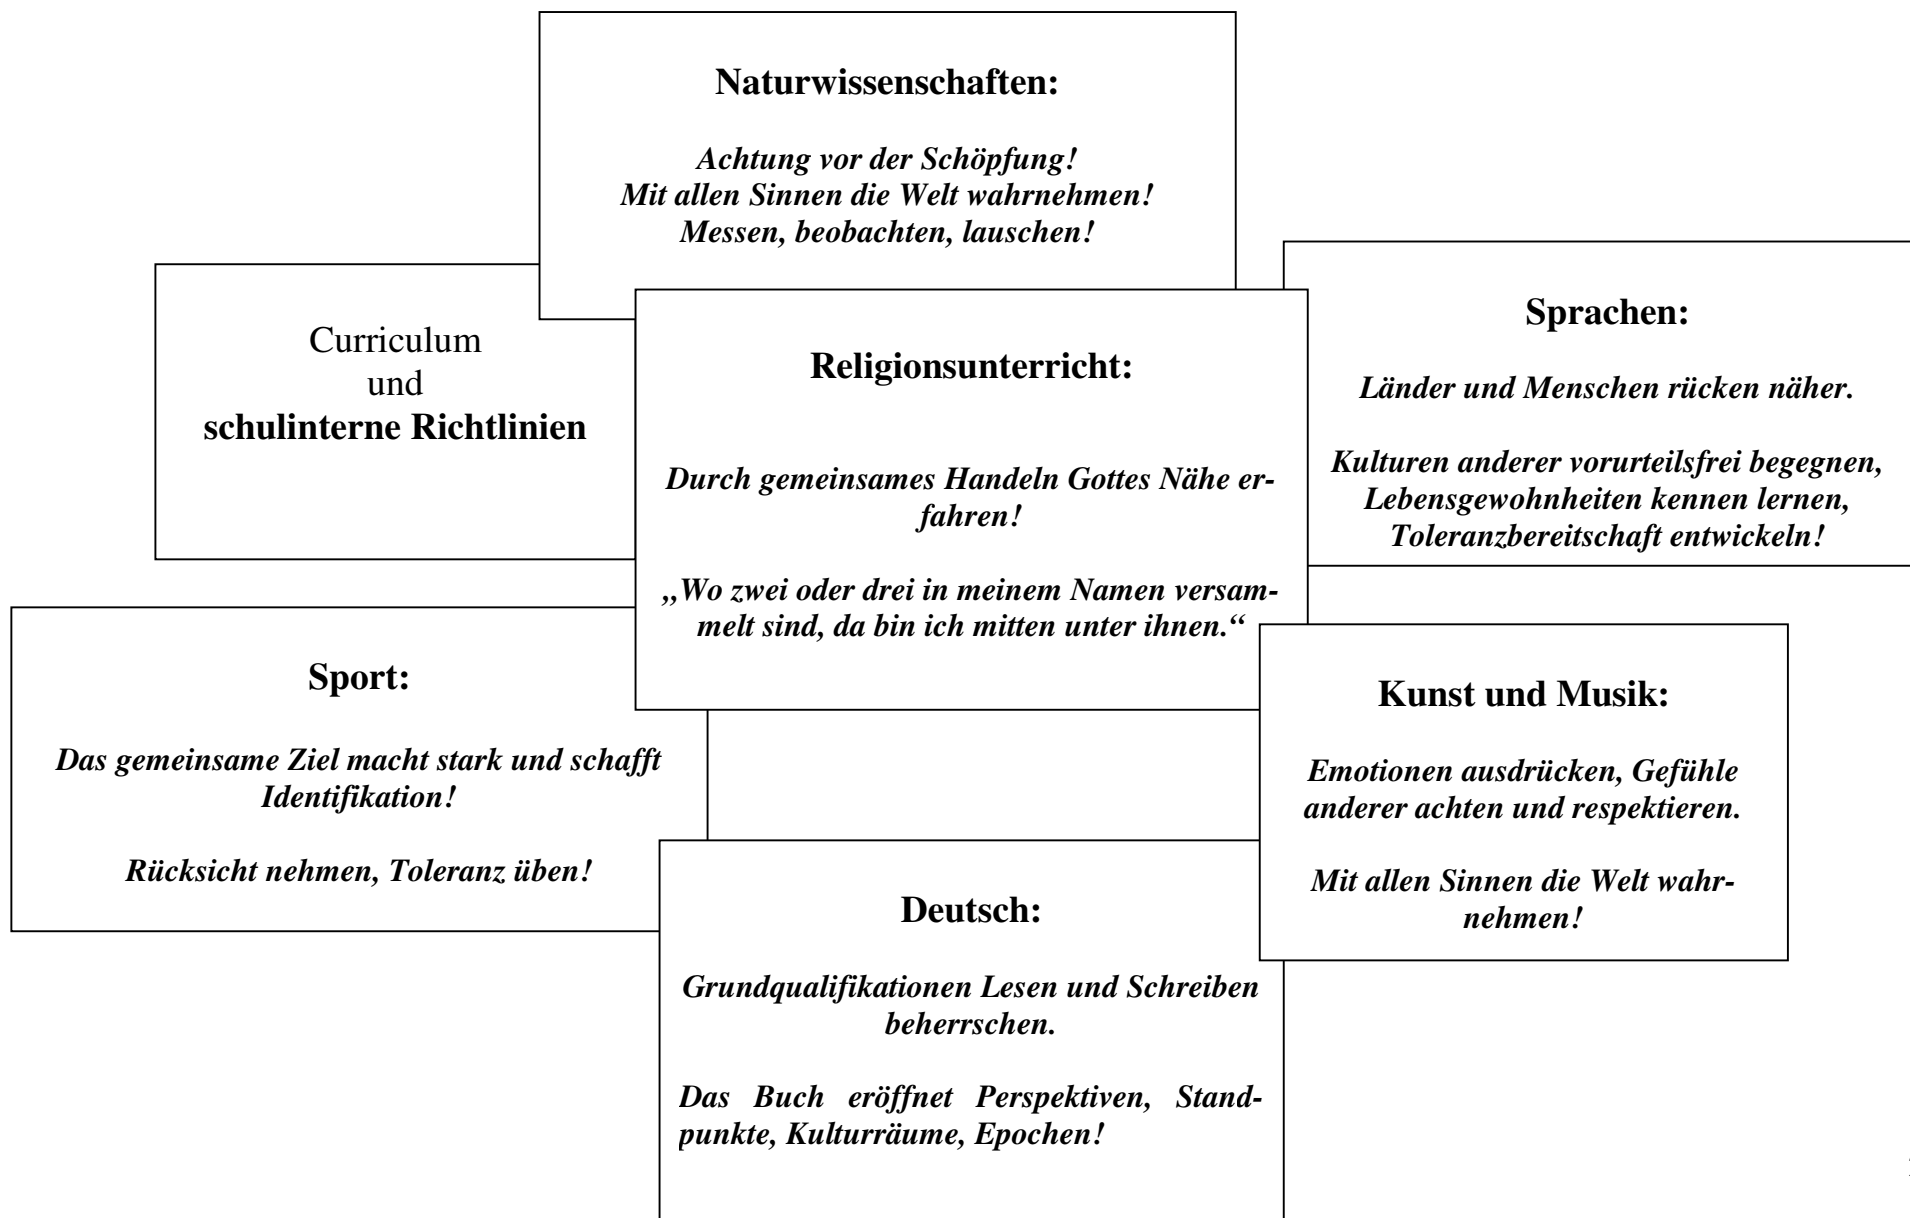 Naturwissenschaften:
Achtung vor der Schöpfung!
Mit allen Sinnen die Welt wahrnehmen!
Messen, beobachten, lauschen!
Curriculum
und
schulinterne Richtlinien
Religionsunterricht:
Durch gemeinsames Handeln Gottes Nähe er-
fahren!
„Wo zwei oder drei in meinem Namen versam-
melt sind, da bin ich mitten unter ihnen.“
Sprachen:
Länder und Menschen rücken näher.
Kulturen anderer vorurteilsfrei begegnen,
Lebensgewohnheiten kennen lernen,
Toleranzbereitschaft entwickeln!
Sport:
Das gemeinsame Ziel macht stark und schafft
Identifikation!
Rücksicht nehmen, Toleranz üben!
Kunst und Musik:
Emotionen ausdrücken, Gefühle
anderer achten und respektieren.
Mit allen Sinnen die Welt wahr-
nehmen!
Deutsch:
Grundqualifikationen Lesen und Schreiben
beherrschen.
Das Buch eröffnet Perspektiven, Stand-
punkte, Kulturräume, Epochen!